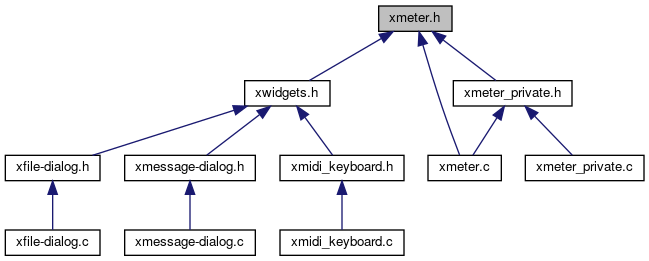 xmeter.h
xwidgets.h
xmeter_private.h
xfile-dialog.h
xmessage-dialog.h
xmidi_keyboard.h
xmeter.c
xmeter_private.c
xfile-dialog.c
xmessage-dialog.c
xmidi_keyboard.c